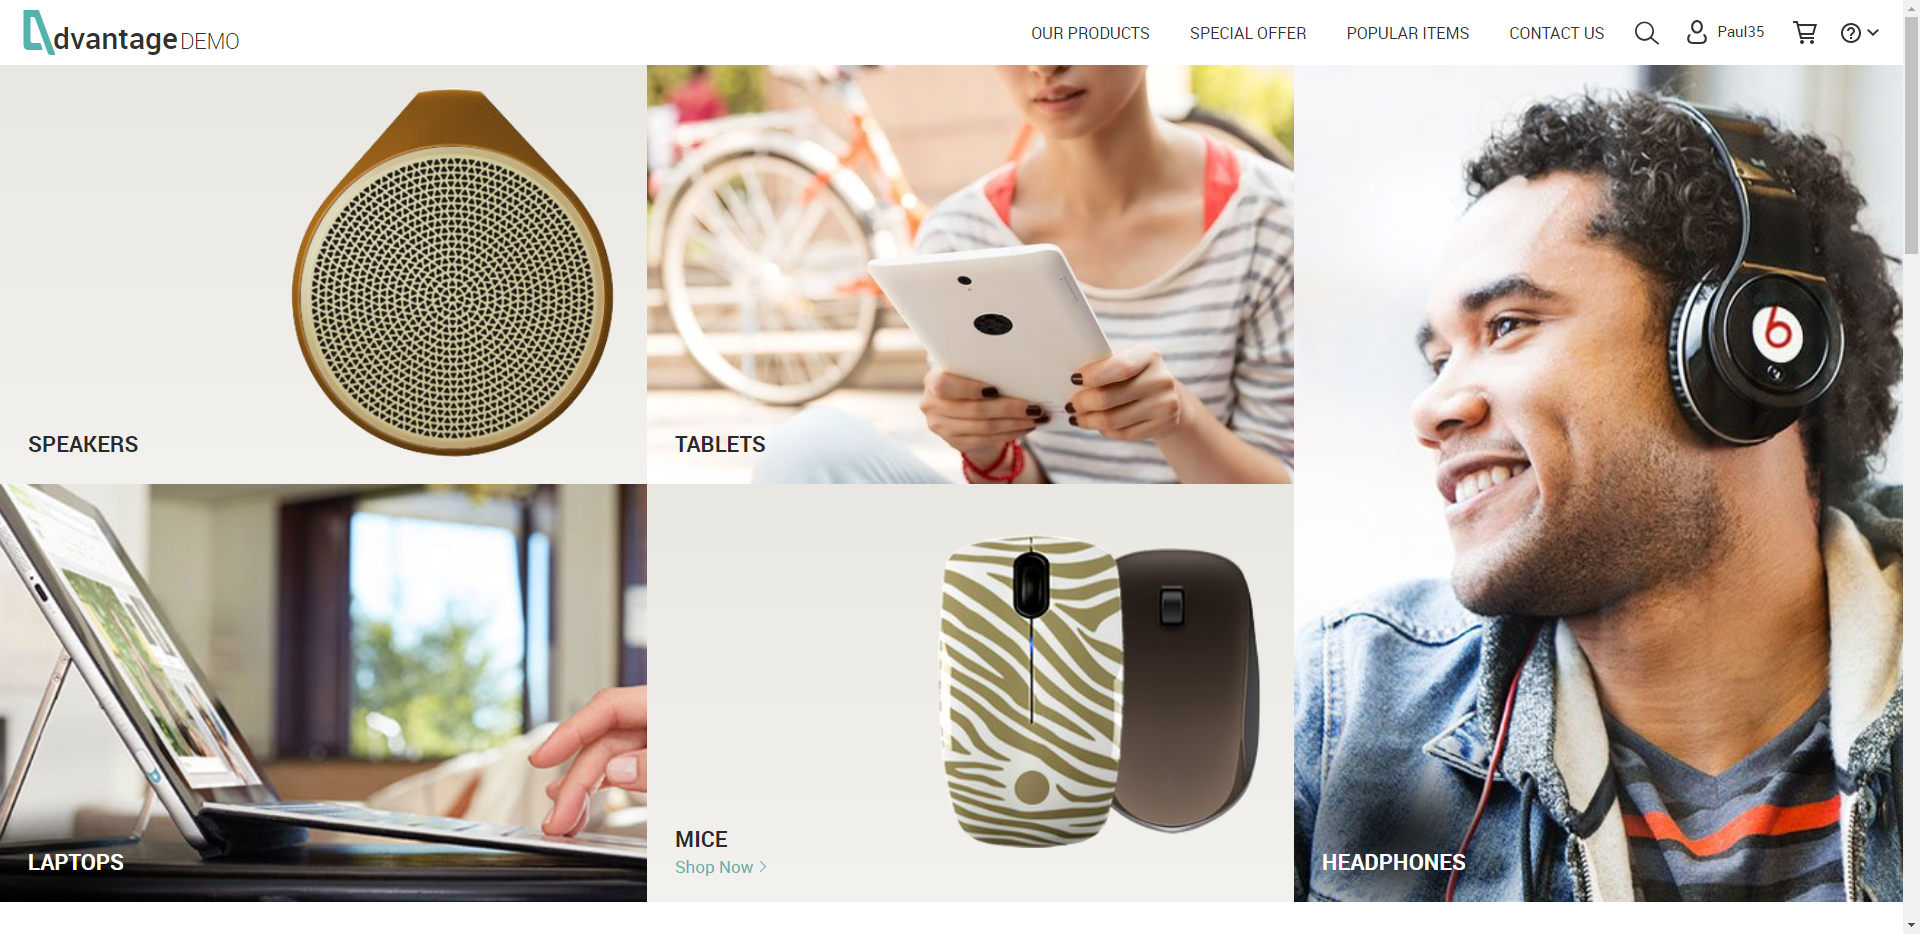 dvantage DEMO
OUR PRODUCTS
SPECIAL OFFER
POPULAR ITEMS
CONTACT US
Paul35
SPEAKERS
TABLETS
LAPTOPS
MICE
Shop Now
HEADPHONES